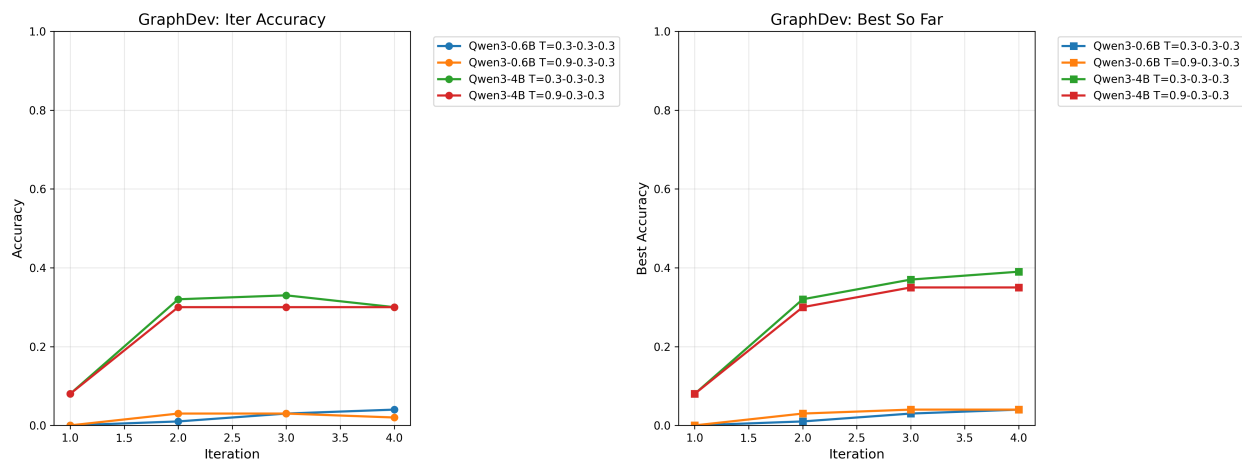 GraphDev: Iter Accuracy
1.0
0.8
0.6
0.4
0.2
0.0
Accuracy
1.0 1.5 2.0 2.5 3.0 3.5 4.0
Iteration
Qwen3-0.6B T=0.3-0.3-0.3
Qwen3-0.6B T=0.9-0.3-0.3
Qwen3-4B T=0.3-0.3-0.3
Qwen3-4B T=0.9-0.3-0.3
GraphDev: Best So Far
1.0
0.8
0.6
0.4
0.2
0.0
Best Accuracy
1.0 1.5 2.0 2.5 3.0 3.5 4.0
Iteration
Qwen3-0.6B T=0.3-0.3-0.3
Qwen3-0.6B T=0.9-0.3-0.3
Qwen3-4B T=0.3-0.3-0.3
Qwen3-4B T=0.9-0.3-0.3